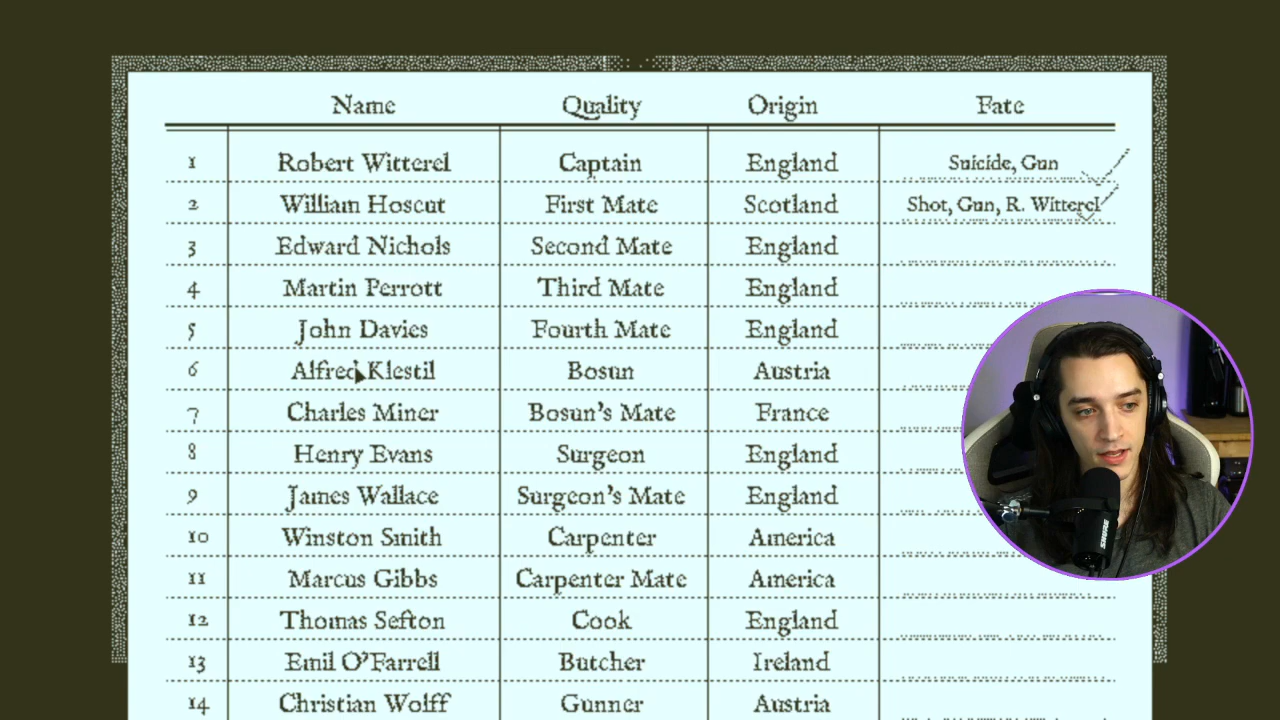 Name Quality Origin Fate
1 Robert Witterel Captain England Suicide, Gun
2 William Hoscut First Mate Scotland Shot, Gun, R. Witterel
3 Edward Nichols Second Mate England
4 Martin Perrott Third Mate England
5 John Davies Fourth Mate England
6 Alfred Klestil Bosun Austria
7 Charles Miner Bosun's Mate France
8 Henry Evans Surgeon England
9 James Wallace Surgeon's Mate England
10 Winston Smith Carpenter America
11 Marcus Gibbs Carpenter Mate America
12 Thomas Sefton Cook England
13 Emil O'Farrell Butcher Ireland
14 Christian Wolff Gunner Austria
SHURE